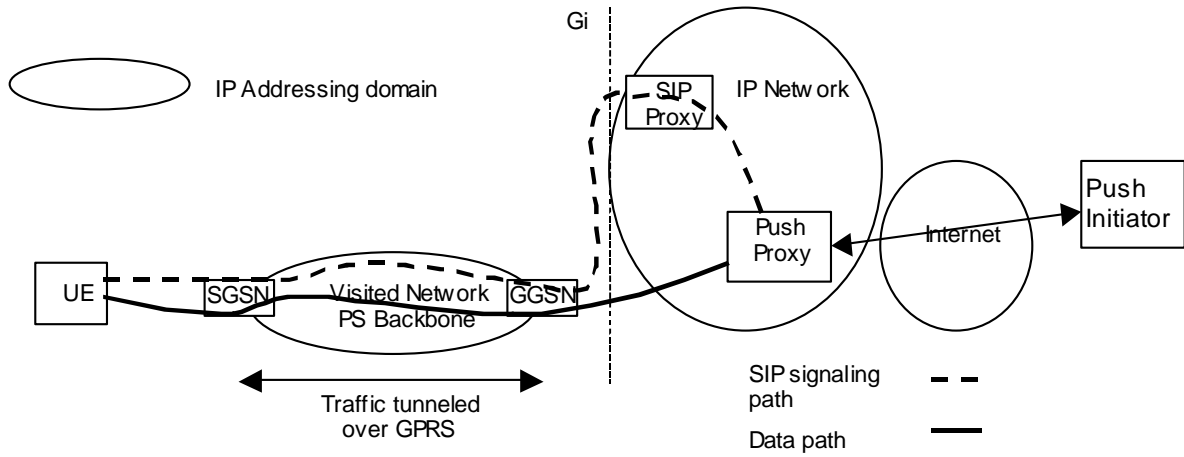 Gi
IP Addressing domain
SIP
Proxy
IP Network
Push
Initiator
Push
Proxy
Internet
UE
SGSN
Visited Network
PS Backbone
GGSN
Traffic tunneled
over GPRS
SIP signaling
path
Data path